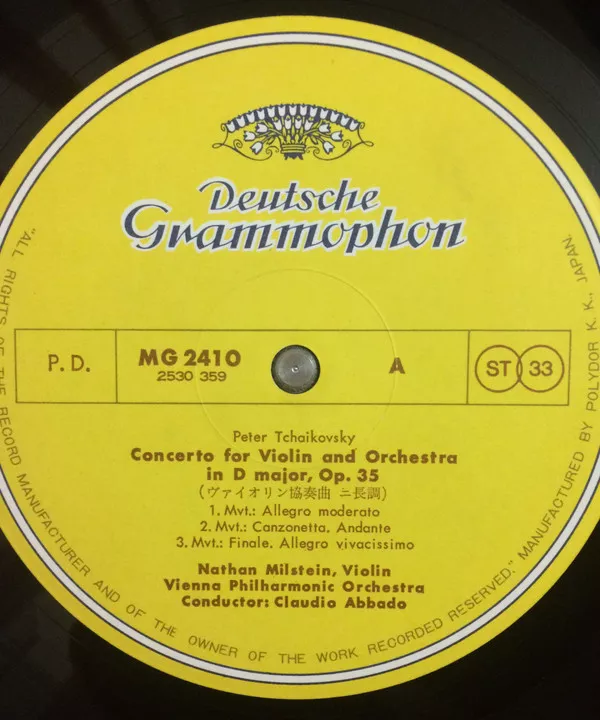 Deutsche
Grammophon
P.D.
MG 2410
2530 359
A
ST 33
Peter Tchaikovsky
Concerto for Violin and Orchestra
in D major, Op. 35
(ヴァイオリン協奏曲 ニ長調)
1. Mvt.: Allegro moderato
2. Mvt.: Canzonetta. Andante
3. Mvt.: Finale. Allegro vivacissimo
Nathan Milstein, Violin
Vienna Philharmonic Orchestra
Conductor: Claudio Abbado
"ALL RIGHTS OF THE RECORD MANUFACTURER AND OF THE OWNER OF THE WORK RECORDED RESERVED." MANUFACTURED BY POLYDOR K. K., JAPAN.